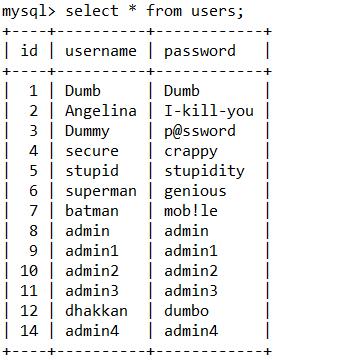 mysql> select * from users;
+----+----------+------------+
| id | username | password   |
+----+----------+------------+
|  1 | Dumb     | Dumb       |
|  2 | Angelina | I-kill-you |
|  3 | Dummy    | p@ssword   |
|  4 | secure   | crappy     |
|  5 | stupid   | stupidity  |
|  6 | superman | genious    |
|  7 | batman   | mob!le     |
|  8 | admin    | admin      |
|  9 | admin1   | admin1     |
| 10 | admin2   | admin2     |
| 11 | admin3   | admin3     |
| 12 | dhakkan  | dumbo      |
| 14 | admin4   | admin4     |
+----+----------+------------+